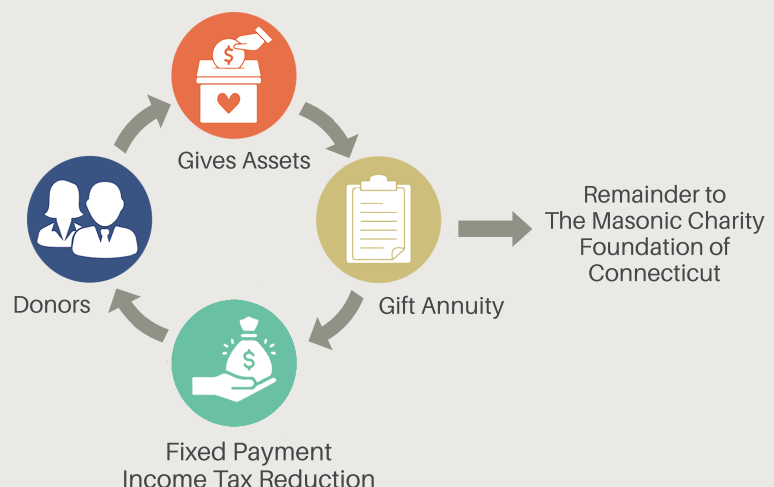 $
Gives Assets
Donors
Gift Annuity
Remainder to
The Masonic Charity
Foundation of
Connecticut
$
Fixed Payment
Income Tax Reduction